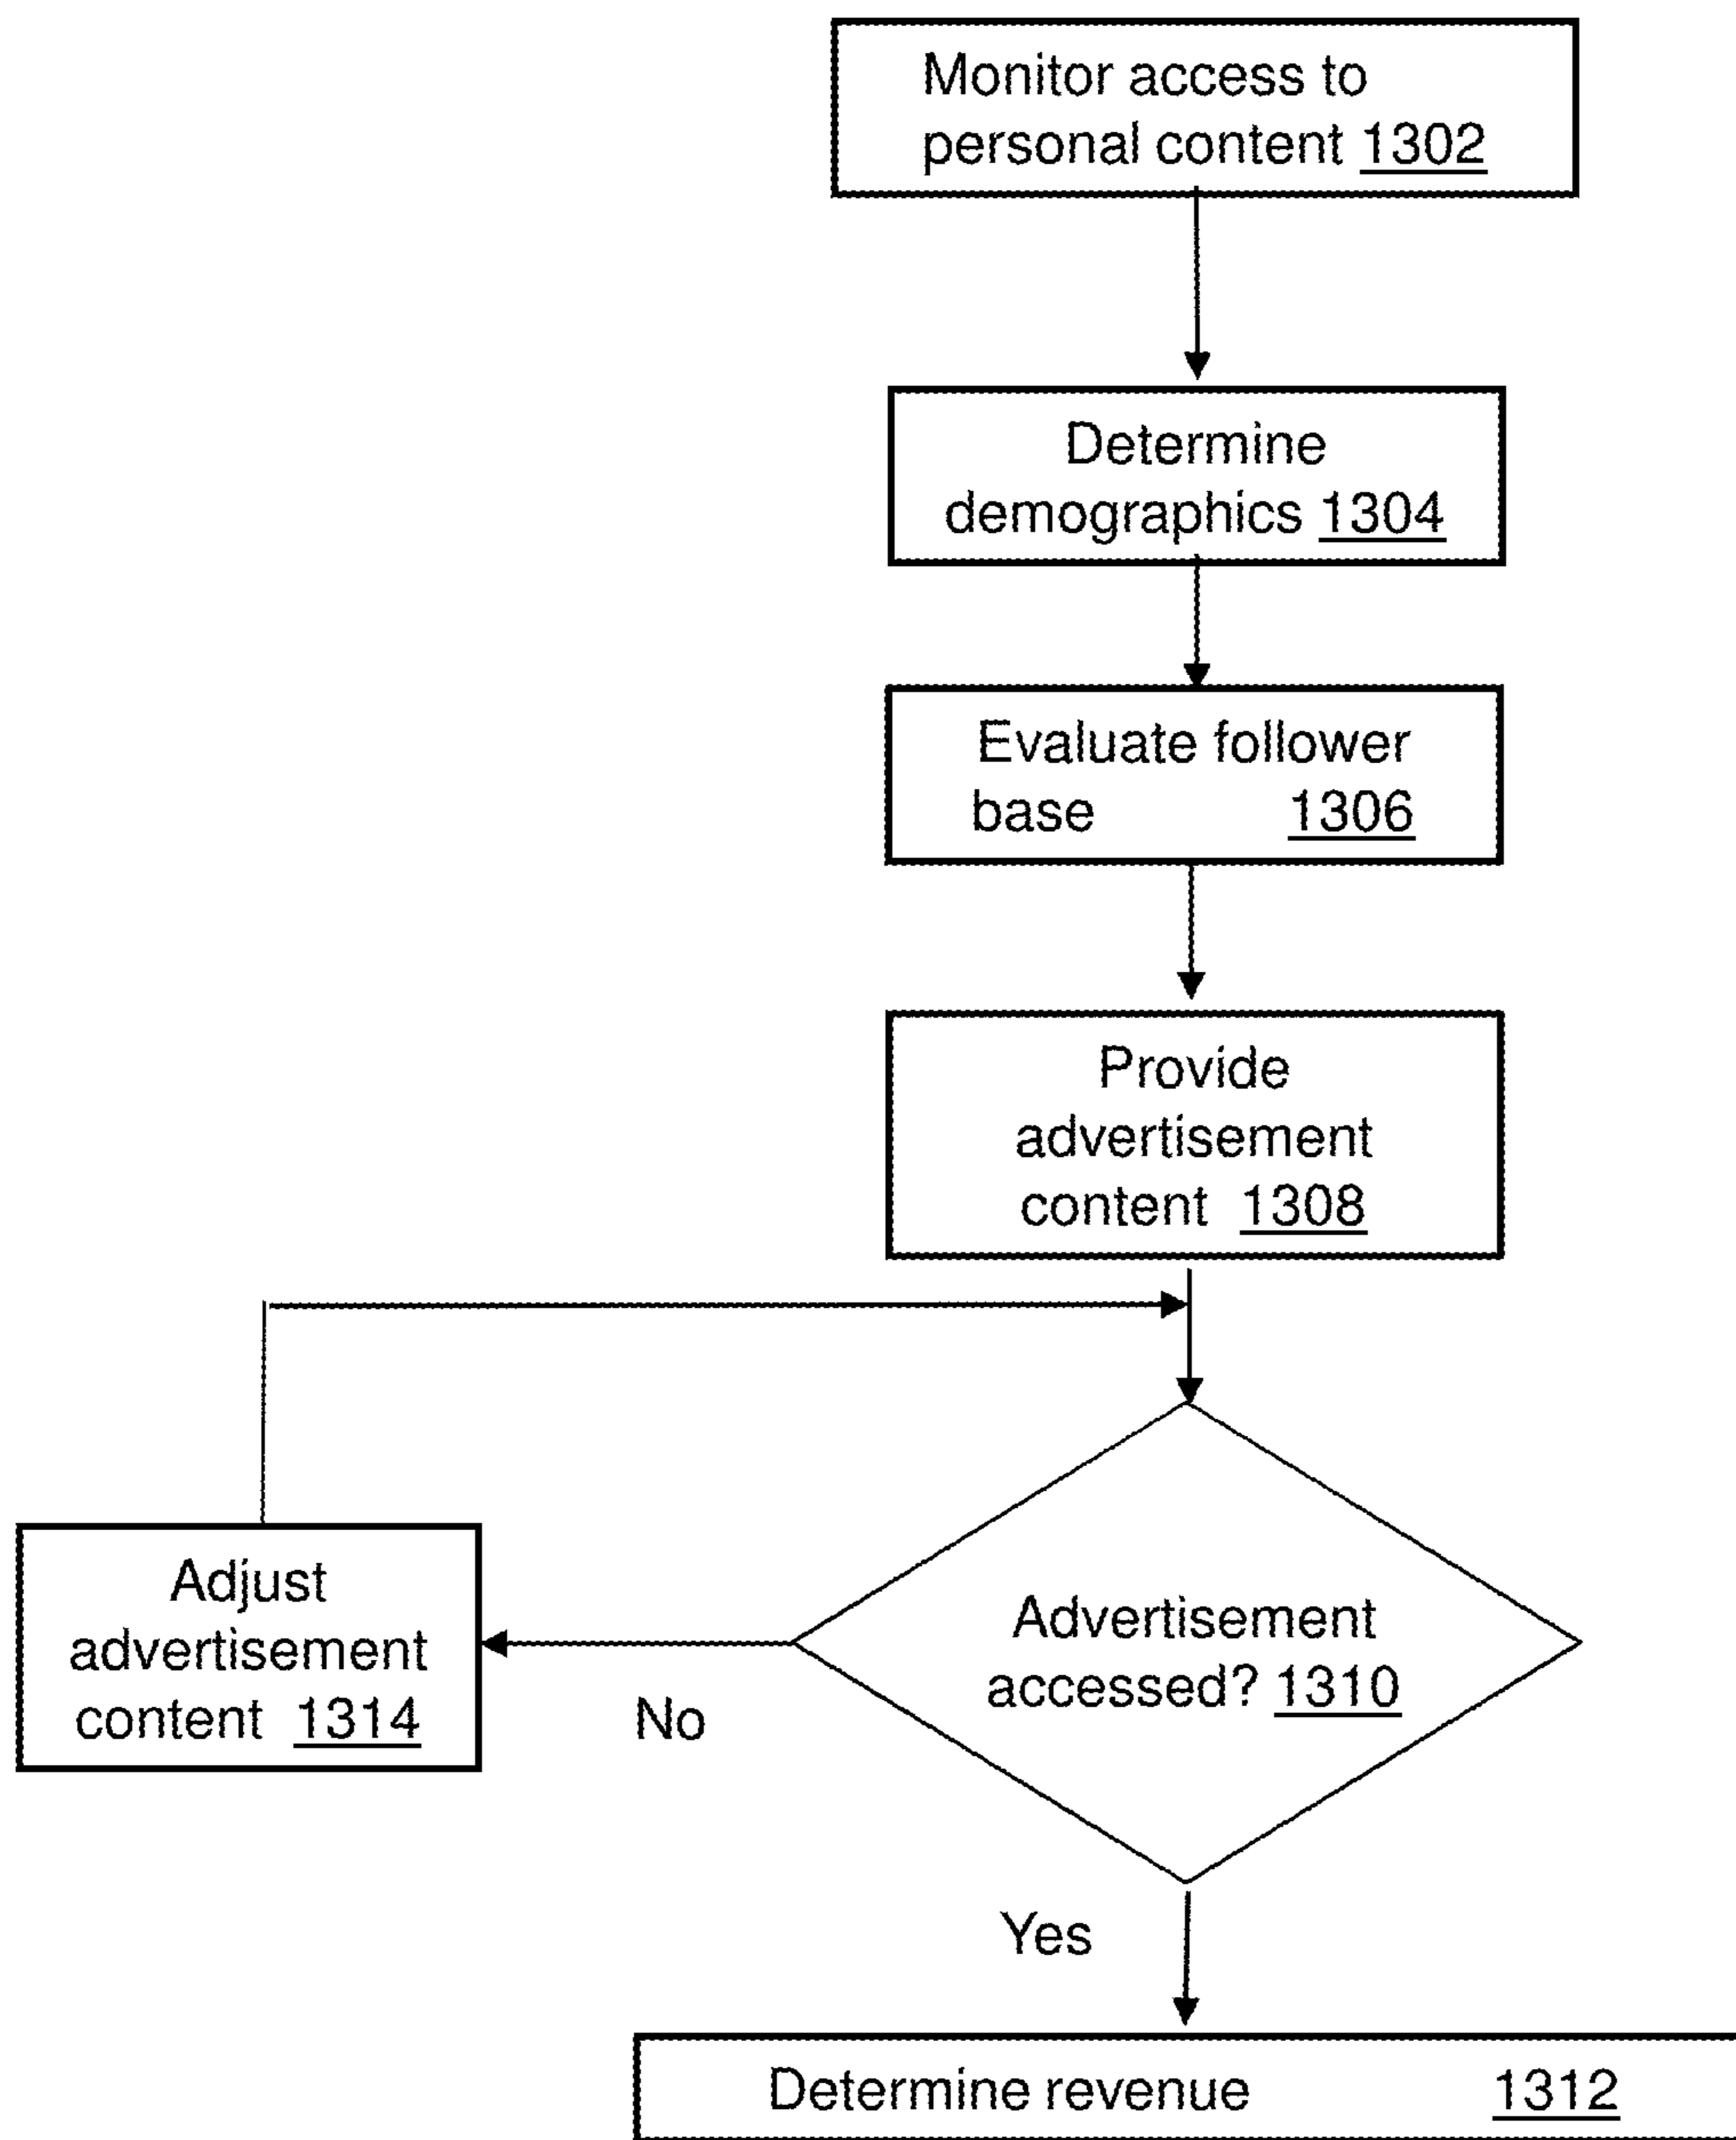 Monitor access to
personal content 1302
Determine
demographics 1304
Evaluate follower
base 1306
Provide
advertisement
content 1308
Adjust
advertisement
content 1314
No
Advertisement
accessed? 1310
Yes
Determine revenue 1312